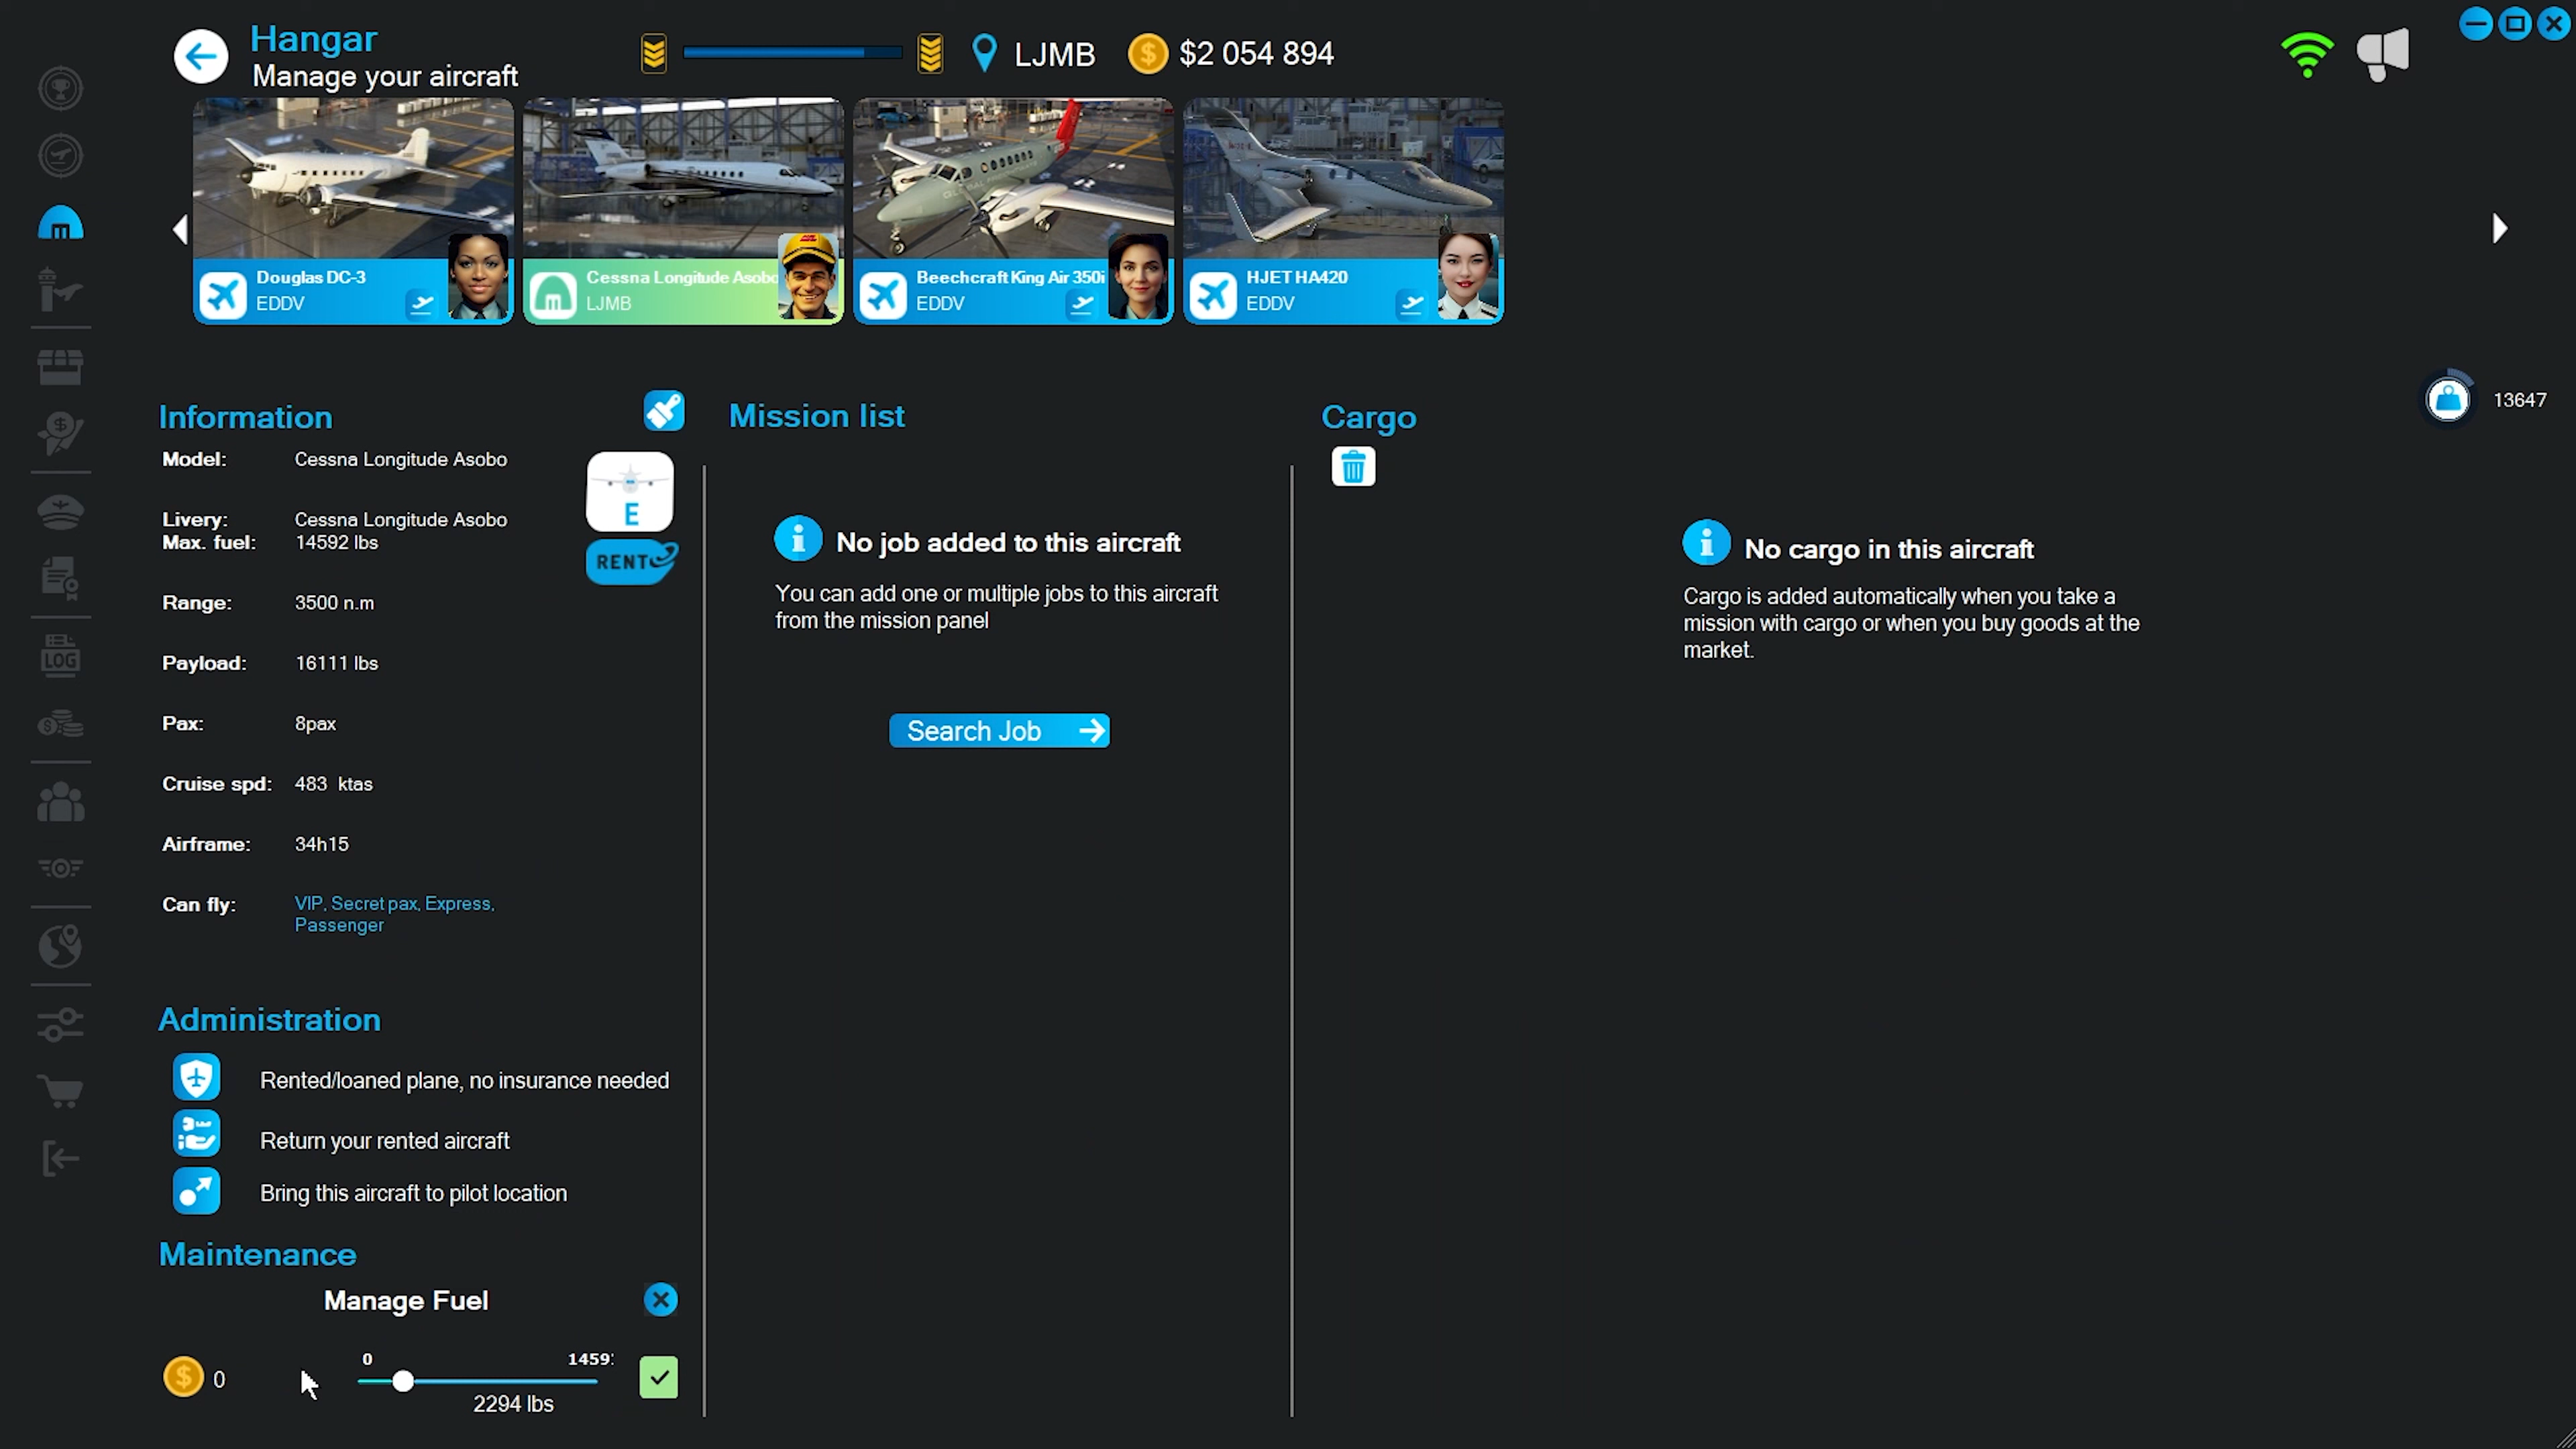 Hangar
Manage your aircraft
LJMB
$2 054 894
Douglas DC-3
EDDV
Cessna Longitude Asobo
LJMB
Beechcraft King Air 350i
EDDV
HJET HA420
EDDV
13647
Information
Model: Cessna Longitude Asobo
Livery: Cessna Longitude Asobo
Max. fuel: 14592 lbs
Range: 3500 n.m
Payload: 16111 lbs
Pax: 8pax
Cruise spd: 483 ktas
Airframe: 34h15
Can fly: VIP, Secret pax, Express,
Passenger
E
RENT
Administration
Rented/loaned plane, no insurance needed
Return your rented aircraft
Bring this aircraft to pilot location
Maintenance
Manage Fuel
0
0 1459
2294 lbs
Mission list
No job added to this aircraft
You can add one or multiple jobs to this aircraft
from the mission panel
Search Job
Cargo
No cargo in this aircraft
Cargo is added automatically when you take a
mission with cargo or when you buy goods at the
market.
LOG